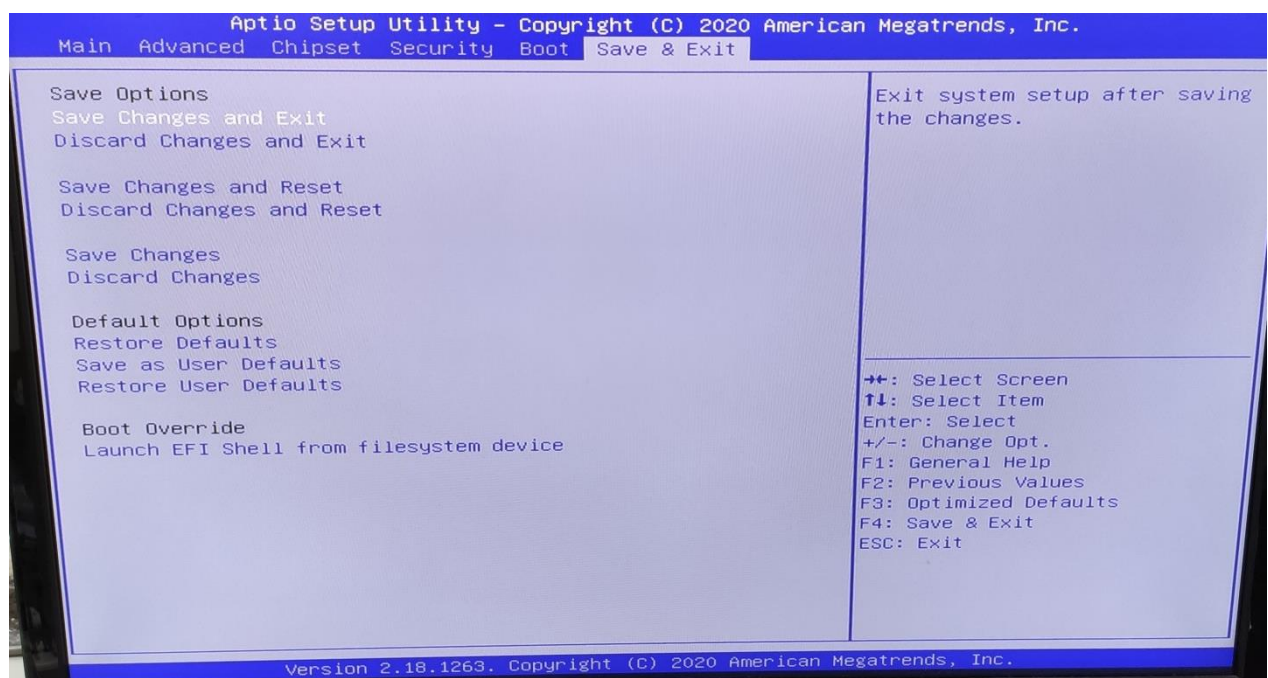 Aptio Setup Utility – Copyright (C) 2020 American Megatrends, Inc.
Main Advanced Chipset Security Boot Save & Exit
Save Options
Save Changes and Exit
Discard Changes and Exit
Save Changes and Reset
Discard Changes and Reset
Save Changes
Discard Changes
Default Options
Restore Defaults
Save as User Defaults
Restore User Defaults
Boot Override
Launch EFI Shell from filesystem device
Exit system setup after saving
the changes.
→←: Select Screen
↑↓: Select Item
Enter: Select
+/-: Change Opt.
F1: General Help
F2: Previous Values
F3: Optimized Defaults
F4: Save & Exit
ESC: Exit
Version 2.18.1263. Copyright (C) 2020 American Megatrends, Inc.